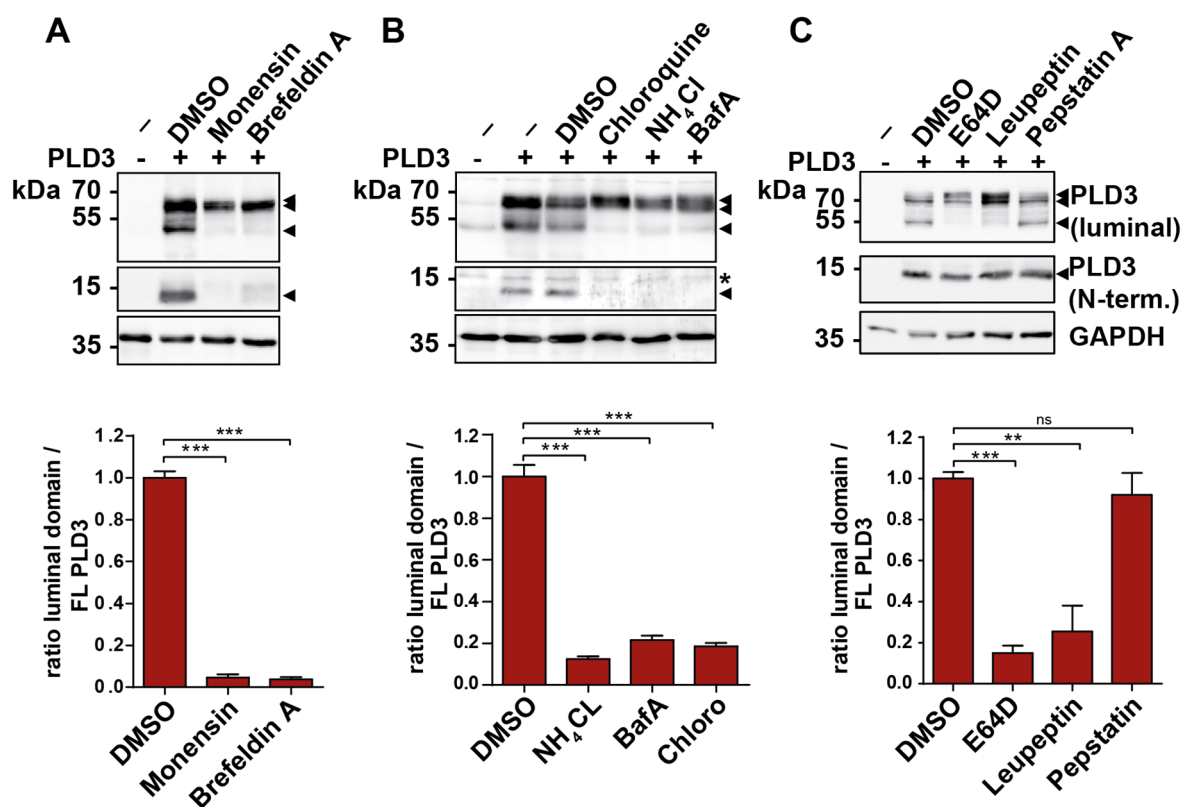 A
–
DMSO
Monensin
Brefeldin A
PLD3 - + + +
kDa
70
55
15
35
B
–
–
DMSO
Chloroquine
NH4Cl
BafA
PLD3 - + + + + +
kDa
70
55
15
*
35
C
–
DMSO
E64D
Leupeptin
Pepstatin A
PLD3 - + + + +
kDa
70
55
15
35
PLD3
(luminal)
PLD3
(N-term.)
GAPDH
ratio luminal domain /
FL PLD3
1.2
1.0
0.8
0.6
0.4
0.2
0.0
***
***
DMSO
Monensin
Brefeldin A
ratio luminal domain /
FL PLD3
1.2
1.0
0.8
0.6
0.4
0.2
0.0
***
***
***
DMSO
NH4CL
BafA
Chloro
ratio luminal domain /
FL PLD3
1.2
1.0
0.8
0.6
0.4
0.2
0.0
ns
**
***
DMSO
E64D
Leupeptin
Pepstatin